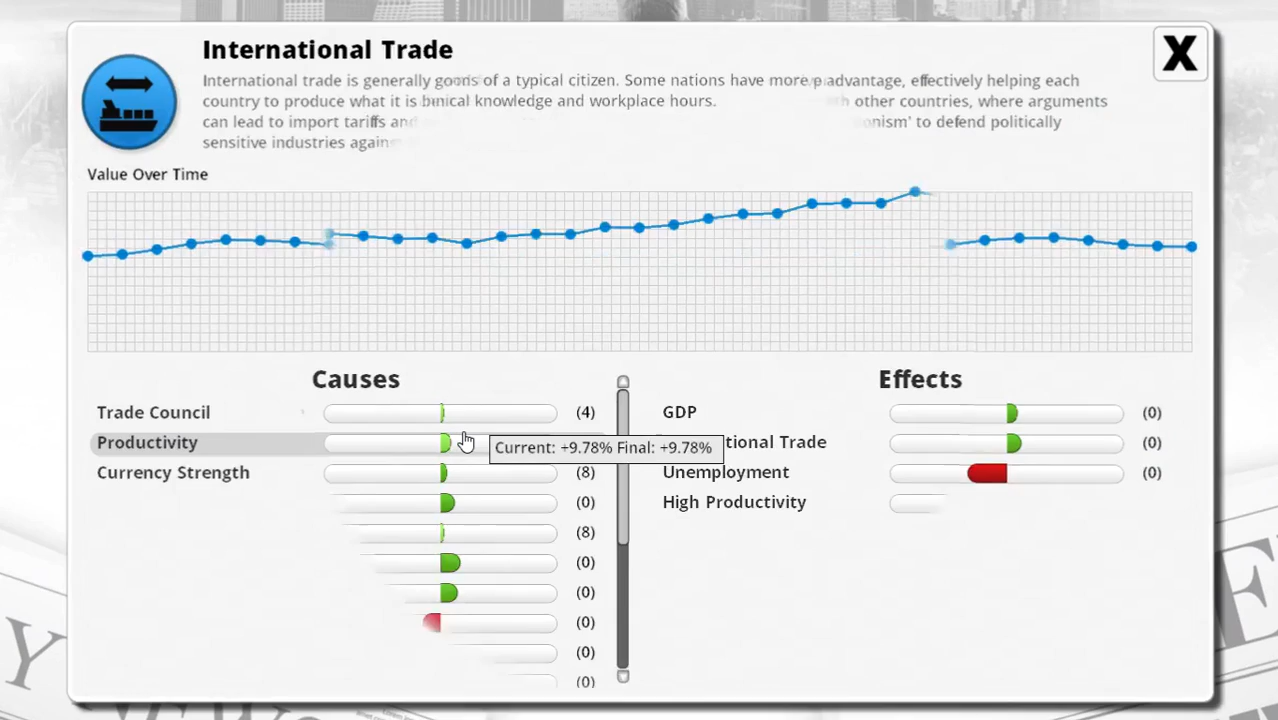 International Trade
X
International trade is generally goods of a typical citizen. Some nations have more advantage, effectively helping each
country to produce what it is knowledge and workplace hours. other countries, where arguments
can lead to import tariffs and to defend politically
sensitive industries again
Value Over Time
Causes
Effects
Trade Council (4)
GDP (0)
Productivity
Current: +9.78% Final: +9.78%
tional Trade (0)
Currency Strength (8)
Unemployment (0)
(0)
High Productivity
(8)
(0)
(0)
(0)
(0)
(0)